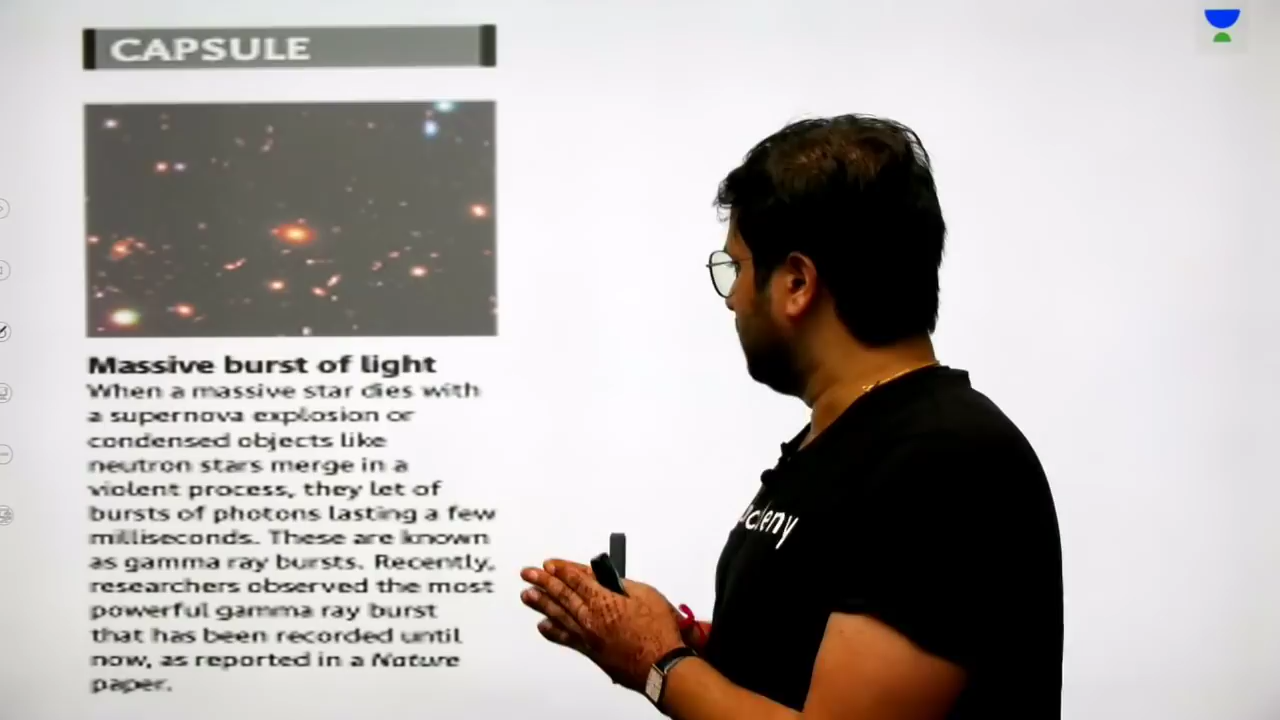 CAPSULE
Massive burst of light
When a massive star dies with
a supernova explosion or
condensed objects like
neutron stars merge in a
violent process, they let of
bursts of photons lasting a few
milliseconds. These are known
as gamma ray bursts. Recently,
researchers observed the most
powerful gamma ray burst
that has been recorded until
now, as reported in a Nature
paper.